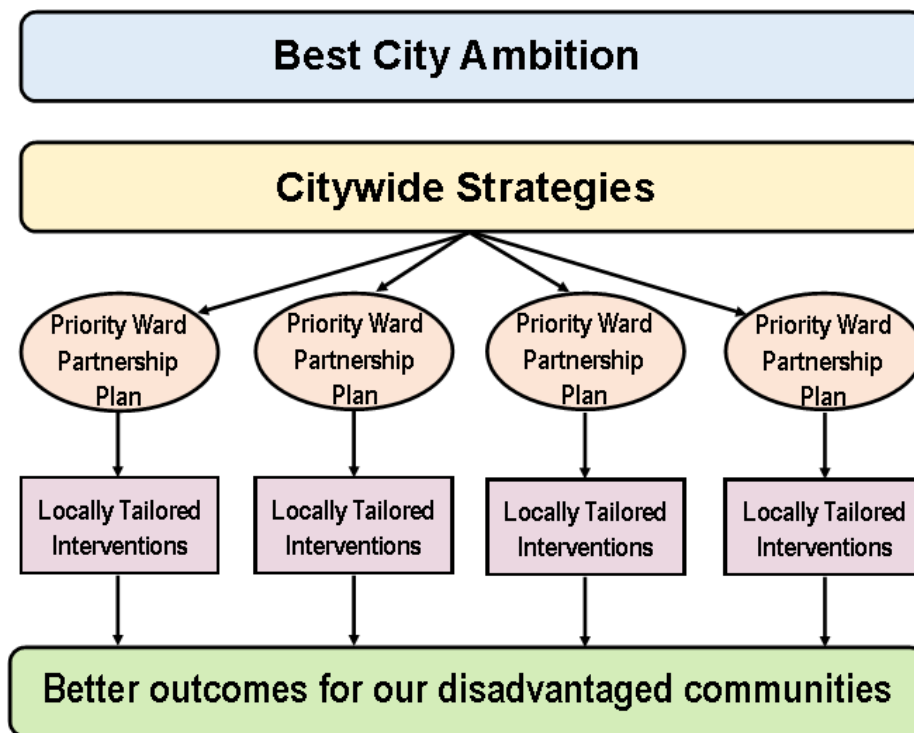 Best City Ambition
Citywide Strategies
Priority Ward
Partnership
Plan
Priority Ward
Partnership
Plan
Priority Ward
Partnership
Plan
Priority Ward
Partnership
Plan
Locally Tailored
Interventions
Locally Tailored
Interventions
Locally Tailored
Interventions
Locally Tailored
Interventions
Better outcomes for our disadvantaged communities